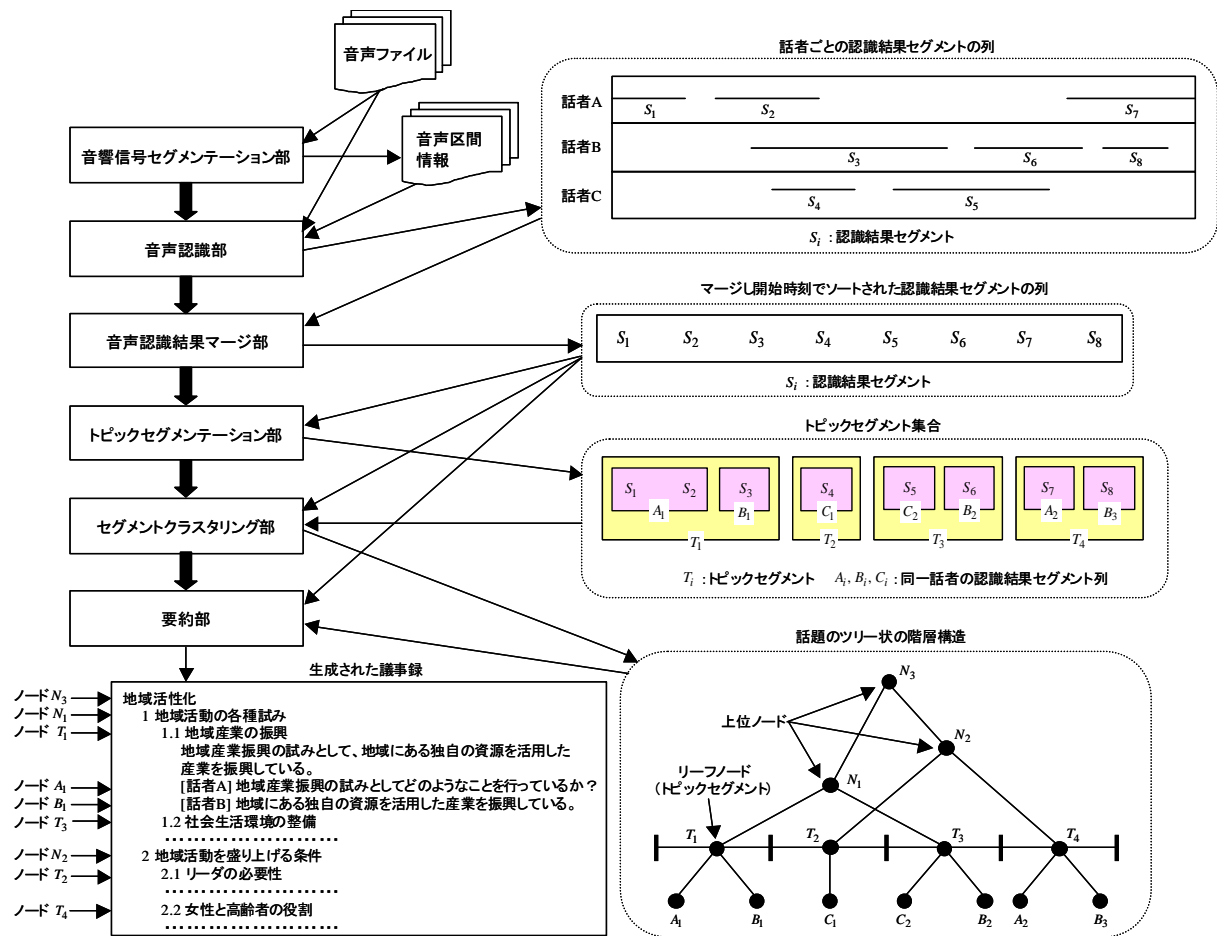 音声ファイル
音声区間
情報
音響信号セグメンテーション部
音声認識部
音声認識結果マージ部
トピックセグメンテーション部
セグメントクラスタリング部
要約部
話者ごとの認識結果セグメントの列
話者A
S1 S2 S7
話者B
S3 S6 S8
話者C
S4 S5
Si：認識結果セグメント
マージし開始時刻でソートされた認識結果セグメントの列
S1 S2 S3 S4 S5 S6 S7 S8
Si：認識結果セグメント
トピックセグメント集合
S1 S2 S3 S4 S5 S6 S7 S8
A1 B1 C1 C2 B2 A2 B3
T1 T2 T3 T4
Ti：トピックセグメント Ai, Bi, Ci：同一話者の認識結果セグメント列
話題のツリー状の階層構造
N3
上位ノード
N2
N1
リーフノード
(トピックセグメント)
T1 T2 T3 T4
A1 B1 C1 C2 B2 A2 B3
生成された議事録
ノード N3 地域活性化
ノード N1 1 地域活動の各種試み
ノード T1 1.1 地域産業の振興
地域産業振興の試みとして、地域にある独自の資源を活用した
産業を振興している。
ノード A1 [話者A] 地域産業振興の試みとしてどのようなことを行っているか？
ノード B1 [話者B] 地域にある独自の資源を活用した産業を振興している。
ノード T3 1.2 社会生活環境の整備
………………
ノード N2 2 地域活動を盛り上げる条件
ノード T2 2.1 リーダの必要性
………………
ノード T4 2.2 女性と高齢者の役割
………………